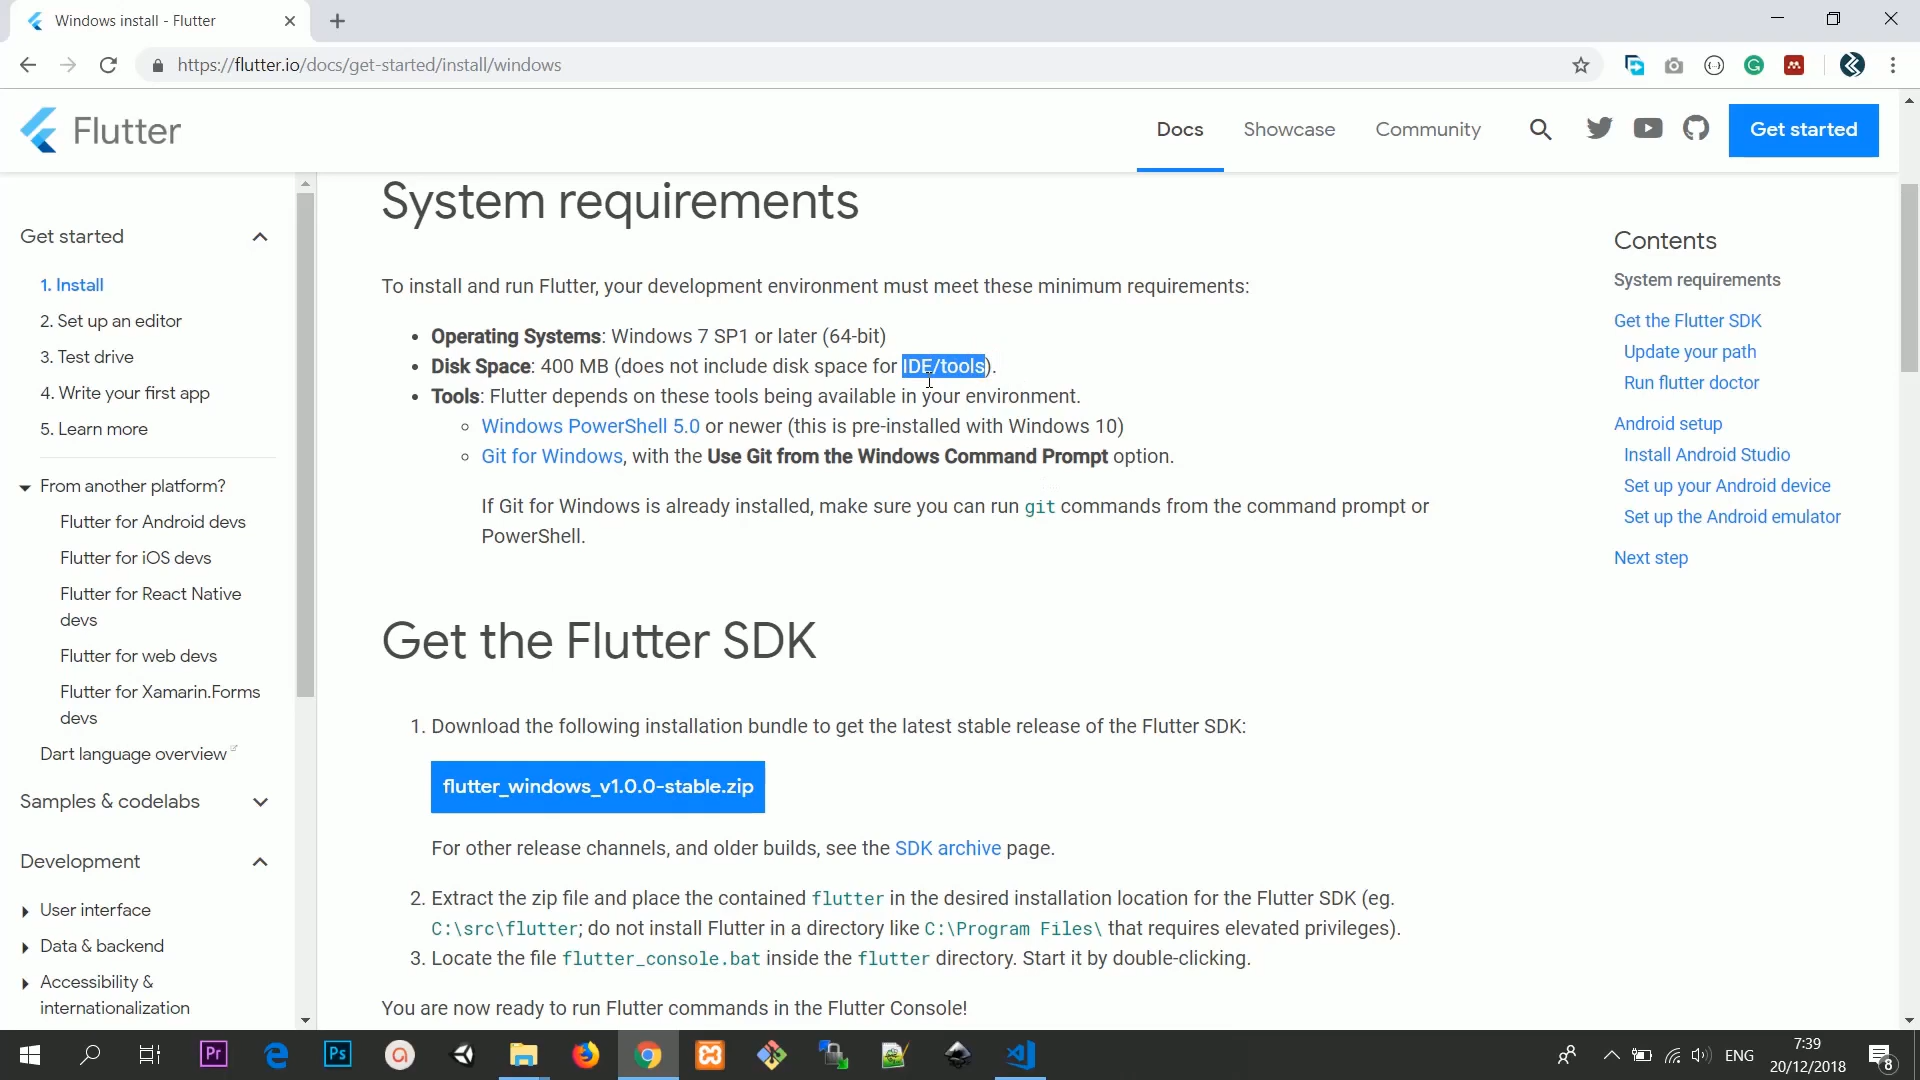 Windows install - Flutter
https://flutter.io/docs/get-started/install/windows
Flutter
Docs
Showcase
Community
Get started
Get started
1. Install
2. Set up an editor
3. Test drive
4. Write your first app
5. Learn more
From another platform?
Flutter for Android devs
Flutter for iOS devs
Flutter for React Native
devs
Flutter for web devs
Flutter for Xamarin.Forms
devs
Dart language overview
Samples & codelabs
Development
User interface
Data & backend
Accessibility &
internationalization
System requirements
To install and run Flutter, your development environment must meet these minimum requirements:
• Operating Systems: Windows 7 SP1 or later (64-bit)
• Disk Space: 400 MB (does not include disk space for IDE/tools).
• Tools: Flutter depends on these tools being available in your environment.
Windows PowerShell 5.0 or newer (this is pre-installed with Windows 10)
Git for Windows, with the Use Git from the Windows Command Prompt option.
If Git for Windows is already installed, make sure you can run git commands from the command prompt or
PowerShell.
Get the Flutter SDK
1. Download the following installation bundle to get the latest stable release of the Flutter SDK:
flutter_windows_v1.0.0-stable.zip
For other release channels, and older builds, see the SDK archive page.
2. Extract the zip file and place the contained flutter in the desired installation location for the Flutter SDK (eg.
C:\src\flutter; do not install Flutter in a directory like C:\Program Files\ that requires elevated privileges).
3. Locate the file flutter_console.bat inside the flutter directory. Start it by double-clicking.
You are now ready to run Flutter commands in the Flutter Console!
Contents
System requirements
Get the Flutter SDK
Update your path
Run flutter doctor
Android setup
Install Android Studio
Set up your Android device
Set up the Android emulator
Next step
Pr
Ps
ENG
7:39
20/12/2018
8